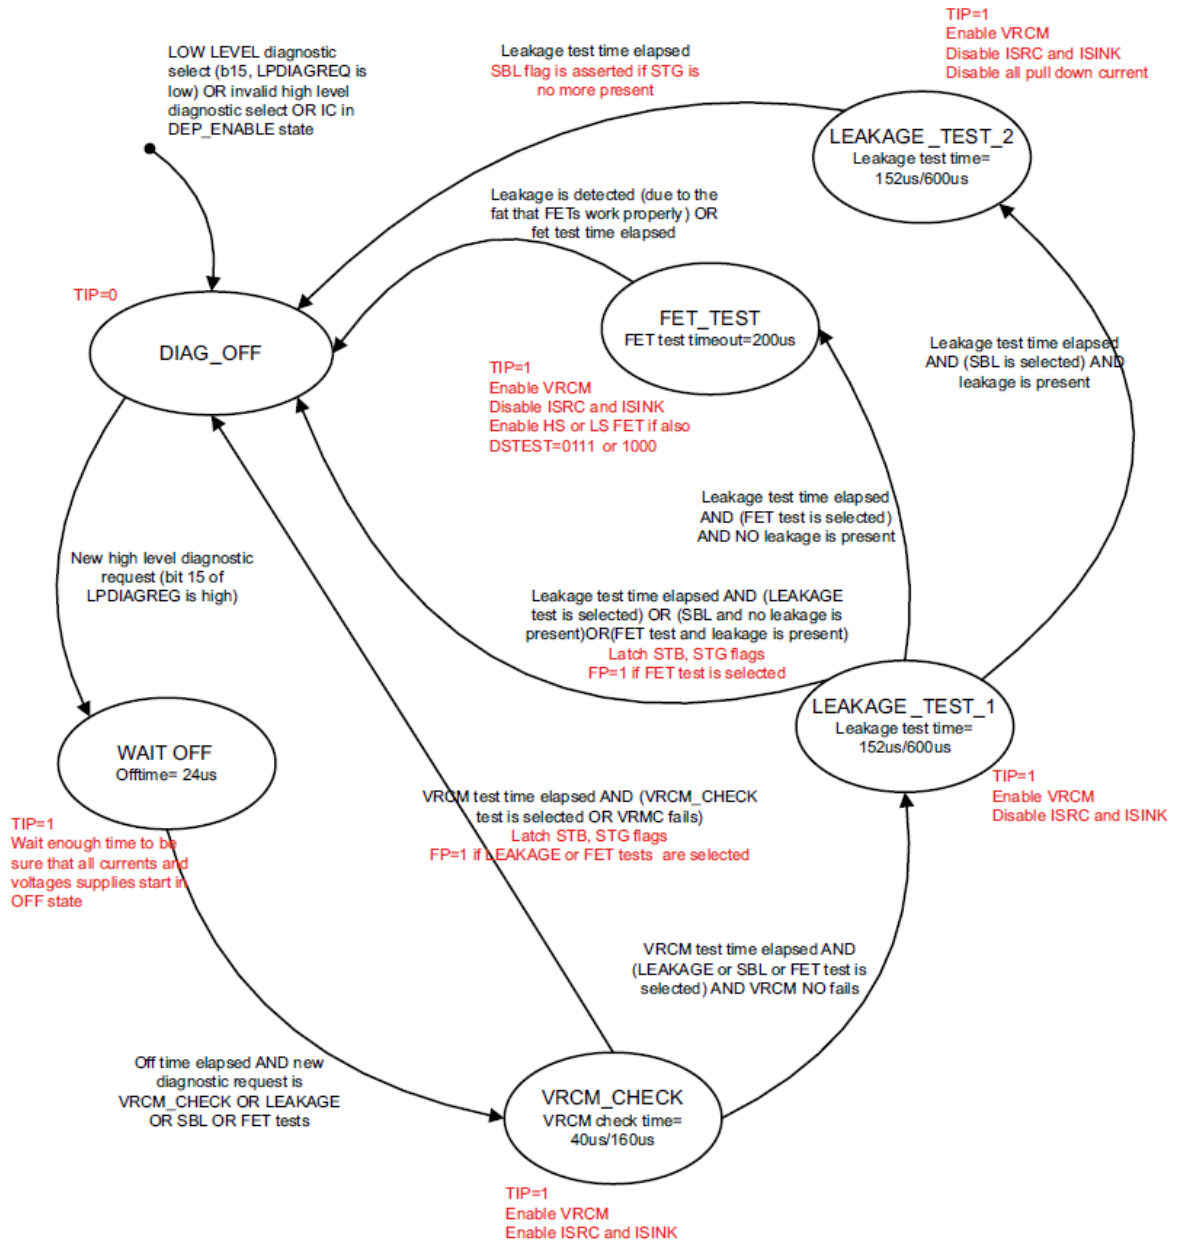 TIP=1
Enable VRCM
Disable ISRC and ISINK
Disable all pull down current
LOW LEVEL diagnostic
select (b15, LPDIAGREQ is
low) OR invalid high level
diagnostic select OR IC in
DEP_ENABLE state
Leakage test time elapsed
SBL flag is asserted if STG is
no more present
LEAKAGE_TEST_2
Leakage test time=
152us/600us
Leakage is detected (due to the
fat that FETs work properly) OR
fet test time elapsed
TIP=0
DIAG_OFF
FET_TEST
FET test timeout=200us
TIP=1
Enable VRCM
Disable ISRC and ISINK
Enable HS or LS FET if also
DSTEST=0111 or 1000
Leakage test time elapsed
AND (SBL is selected) AND
leakage is present
Leakage test time elapsed
AND (FET test is selected)
AND NO leakage is present
New high level diagnostic
request (bit 15 of
LPDIAGREG is high)
Leakage test time elapsed AND (LEAKAGE
test is selected) OR (SBL and no leakage is
present)OR(FET test and leakage is present)
Latch STB, STG flags
FP=1 if FET test is selected
LEAKAGE_TEST_1
Leakage test time=
152us/600us
TIP=1
Enable VRCM
Disable ISRC and ISINK
WAIT OFF
Offtime= 24us
TIP=1
Wait enough time to be
sure that all currents and
voltages supplies start in
OFF state
VRCM test time elapsed AND (VRCM_CHECK
test is selected OR VRMC fails)
Latch STB, STG flags
FP=1 if LEAKAGE or FET tests are selected
VRCM test time elapsed AND
(LEAKAGE or SBL or FET test is
selected) AND VRCM NO fails
Off time elapsed AND new
diagnostic request is
VRCM_CHECK OR LEAKAGE
OR SBL OR FET tests
VRCM_CHECK
VRCM check time=
40us/160us
TIP=1
Enable VRCM
Enable ISRC and ISINK